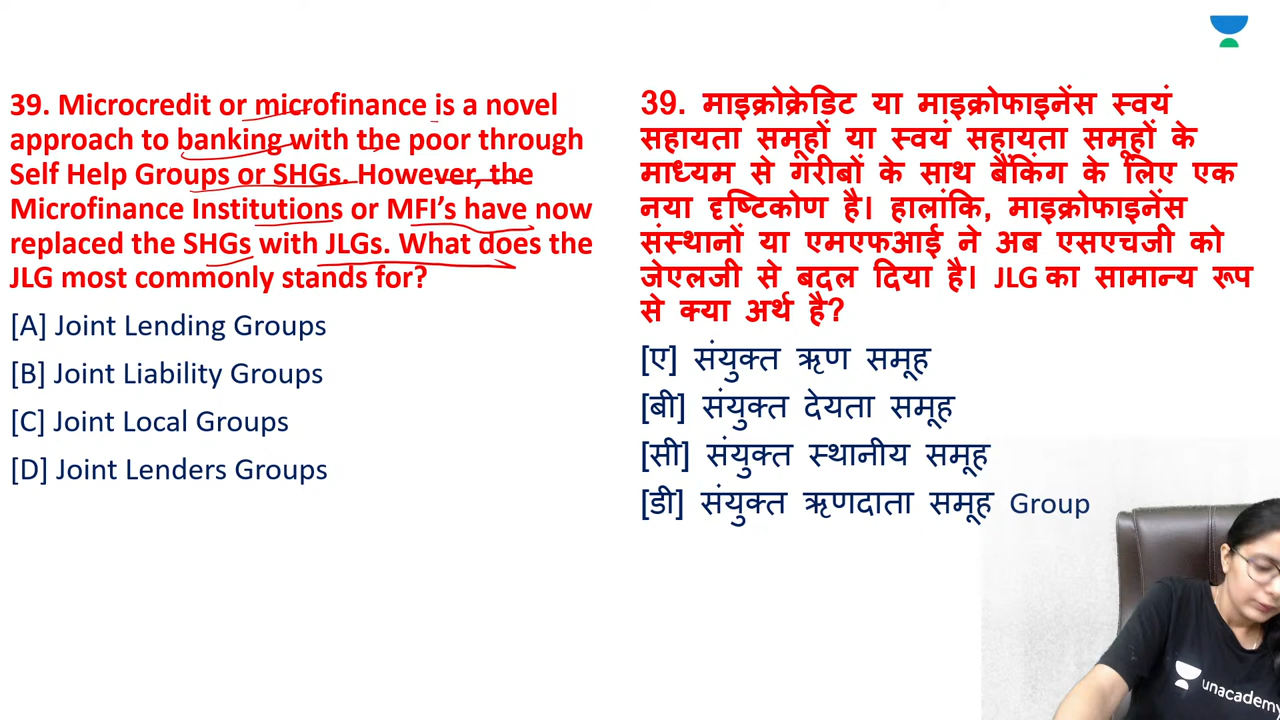 39. Microcredit or microfinance is a novel
approach to banking with the poor through
Self Help Groups or SHGs. However, the
Microfinance Institutions or MFI's have now
replaced the SHGs with JLGs. What does the
JLG most commonly stands for?
[A] Joint Lending Groups
[B] Joint Liability Groups
[C] Joint Local Groups
[D] Joint Lenders Groups
39. माइक्रोक्रेडिट या माइक्रोफाइनेंस स्वयं
सहायता समूहों या स्वयं सहायता समूहों के
माध्यम से गरीबों के साथ बैंकिंग के लिए एक
नया दृष्टिकोण है। हालांकि, माइक्रोफाइनेंस
संस्थानों या एमएफआई ने अब एसएचजी को
जेएलजी से बदल दिया है। JLG का सामान्य रूप
से क्या अर्थ है?
[ए] संयुक्त ऋण समूह
[बी] संयुक्त देयता समूह
[सी] संयुक्त स्थानीय समूह
[डी] संयुक्त ऋणदाता समूह Group
unacademy